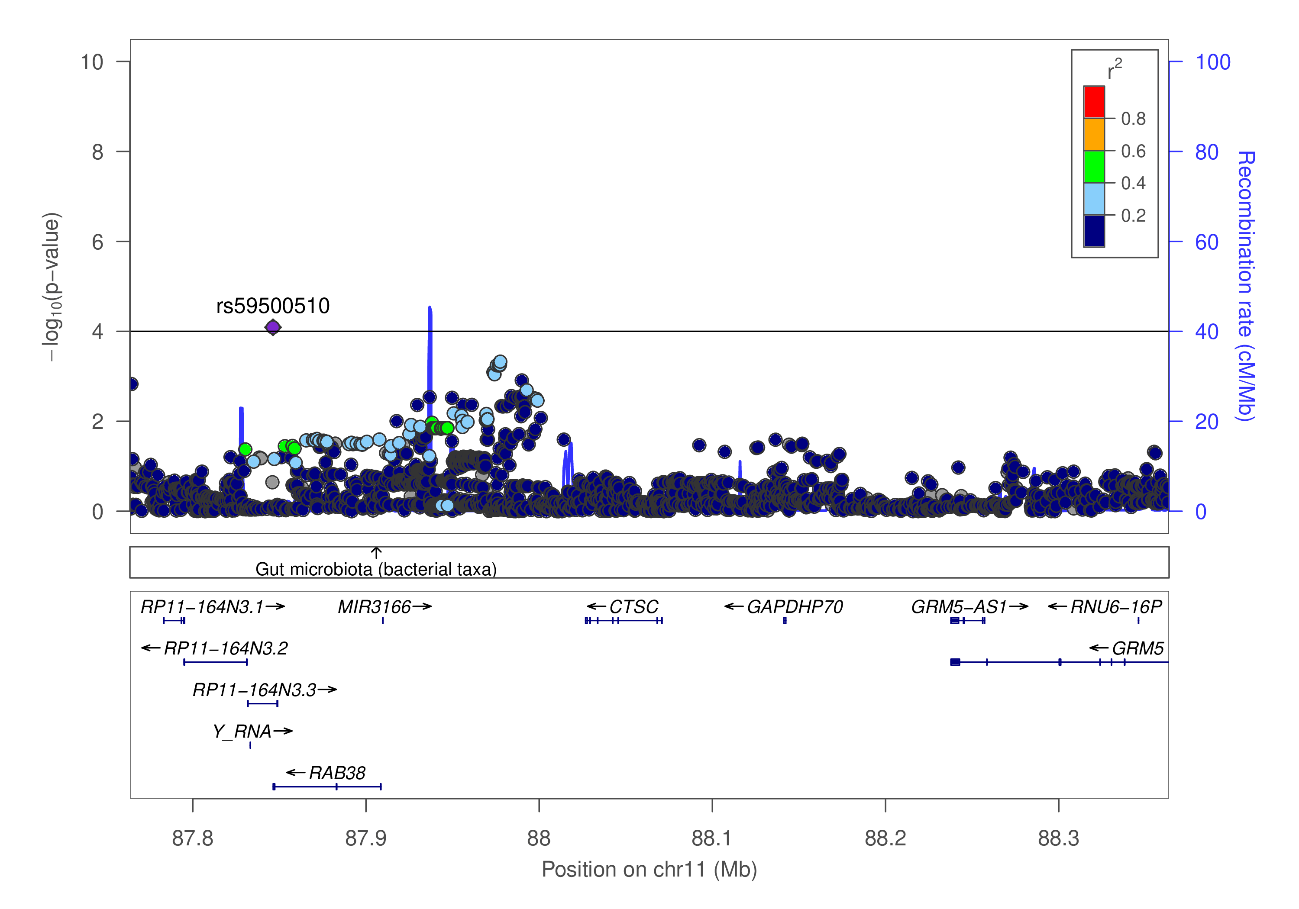 10
8
6
4
2
0
−log10(p−value)
rs59500510
r2
0.8
0.6
0.4
0.2
100
80
60
40
20
0
Recombination rate (cM/Mb)
Gut microbiota (bacterial taxa)
RP11−164N3.1→ MIR3166→ ←CTSC ←GAPDHP70 GRM5−AS1→ ←RNU6−16P
←RP11−164N3.2 ←GRM5
RP11−164N3.3→
Y_RNA→
←RAB38
87.8 87.9 88 88.1 88.2 88.3
Position on chr11 (Mb)